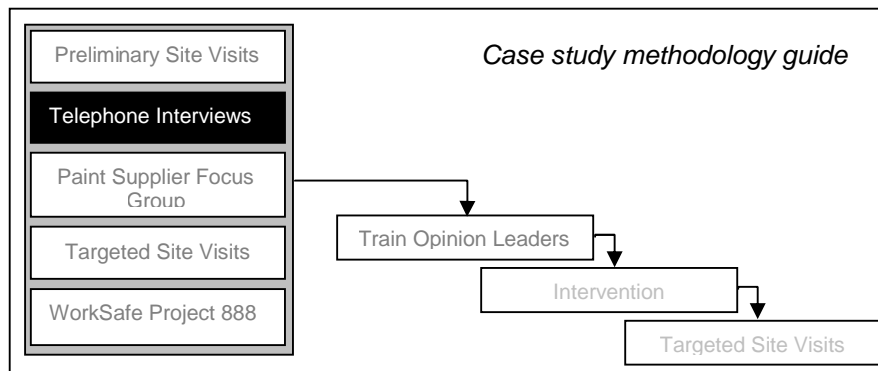 Preliminary Site Visits
Case study methodology guide
Telephone Interviews
Paint Supplier Focus
Group
Targeted Site Visits
WorkSafe Project 888
Train Opinion Leaders
Intervention
Targeted Site Visits